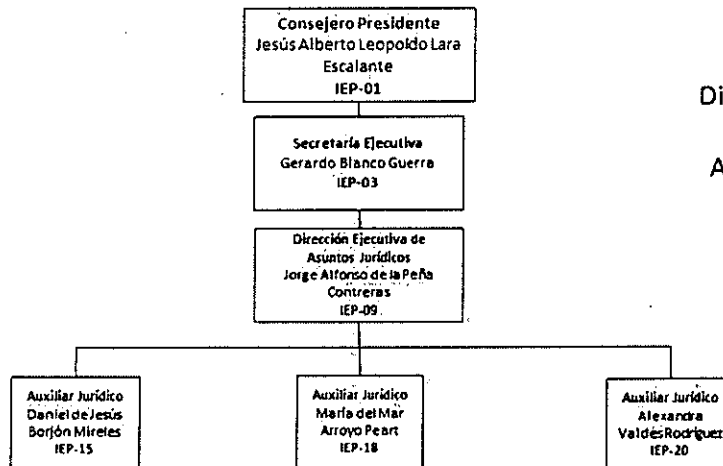 Consejero Presidente
Jesús Alberto Leopoldo Lara
Escalante
IEP-01
Di
A
Secretaría Ejecutiva
Gerardo Blanco Guerra
IEP-03
Dirección Ejecutiva de
Asuntos Jurídicos
Jorge Alfonso de la Peña
Contreras
IEP-09
Auxiliar Jurídico
Daniel de Jesús
Borjón Mireles
IEP-15
Auxiliar Jurídico
María del Mar
Arroyo Peart
IEP-18
Auxiliar Jurídico
Alexandra
Valdés Rodríguez
IEP-20